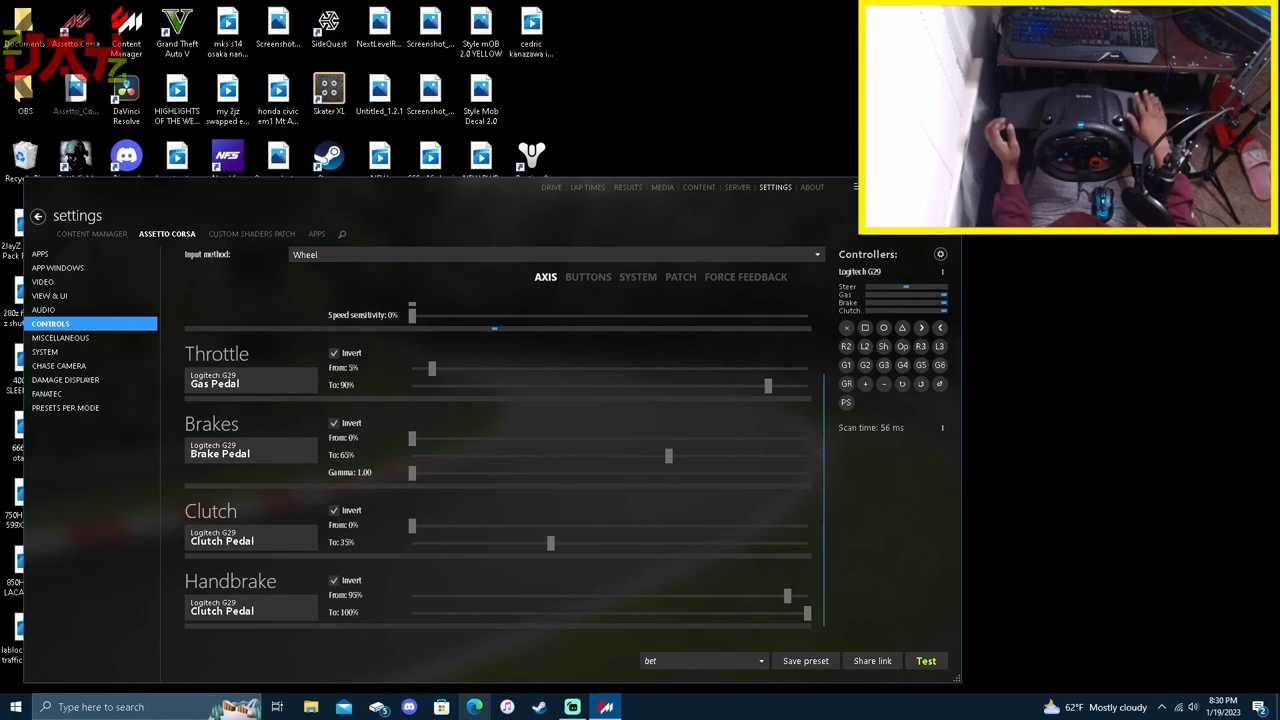 Documents
Assetto Corsa
Content Manager
Grand Theft Auto V
mks s14 osaka nan...
Screenshot...
SideQuest
NextLevelR...
Screenshot_...
Style mOB 2.0 YELLOW
cedric kanazawa i...
OBS
Assetto_Co...
DaVinci Resolve
HIGHLIGHTS OF THE WE...
my 2jz swapped e...
honda civic em1 Mt A...
Skater XL
Untitled_1.2.1
Screenshot_...
Style Mob Decal 2.0
DRIVE | LAP TIMES | RESULTS | MEDIA | CONTENT | SERVER | SETTINGS | ABOUT
settings
CONTENT MANAGER
ASSETTO CORSA
CUSTOM SHADERS PATCH
APPS
APPS
APP WINDOWS
VIDEO
VIEW & UI
AUDIO
CONTROLS
MISCELLANEOUS
SYSTEM
CHASE CAMERA
DAMAGE DISPLAYER
FANATEC
PRESETS PER MODE
Input method:
Wheel
AXIS
BUTTONS
SYSTEM
PATCH
FORCE FEEDBACK
Speed sensitivity: 0%
Throttle
Invert
Logitech G29
Gas Pedal
From: 5%
To: 90%
Brakes
Invert
Logitech G29
Brake Pedal
From: 0%
To: 65%
Gamma: 1.00
Clutch
Invert
Logitech G29
Clutch Pedal
From: 0%
To: 35%
Handbrake
Invert
Logitech G29
Clutch Pedal
From: 95%
To: 100%
Controllers:
Logitech G29
Steer
Gas
Brake
Clutch
R2 L2 Sh Op R3 L3
G1 G2 G3 G4 G5 G6
GR + −
PS
Scan time: 56 ms
bet
Save preset
Share link
Test
Type here to search
62°F Mostly cloudy
8:30 PM
1/19/2023